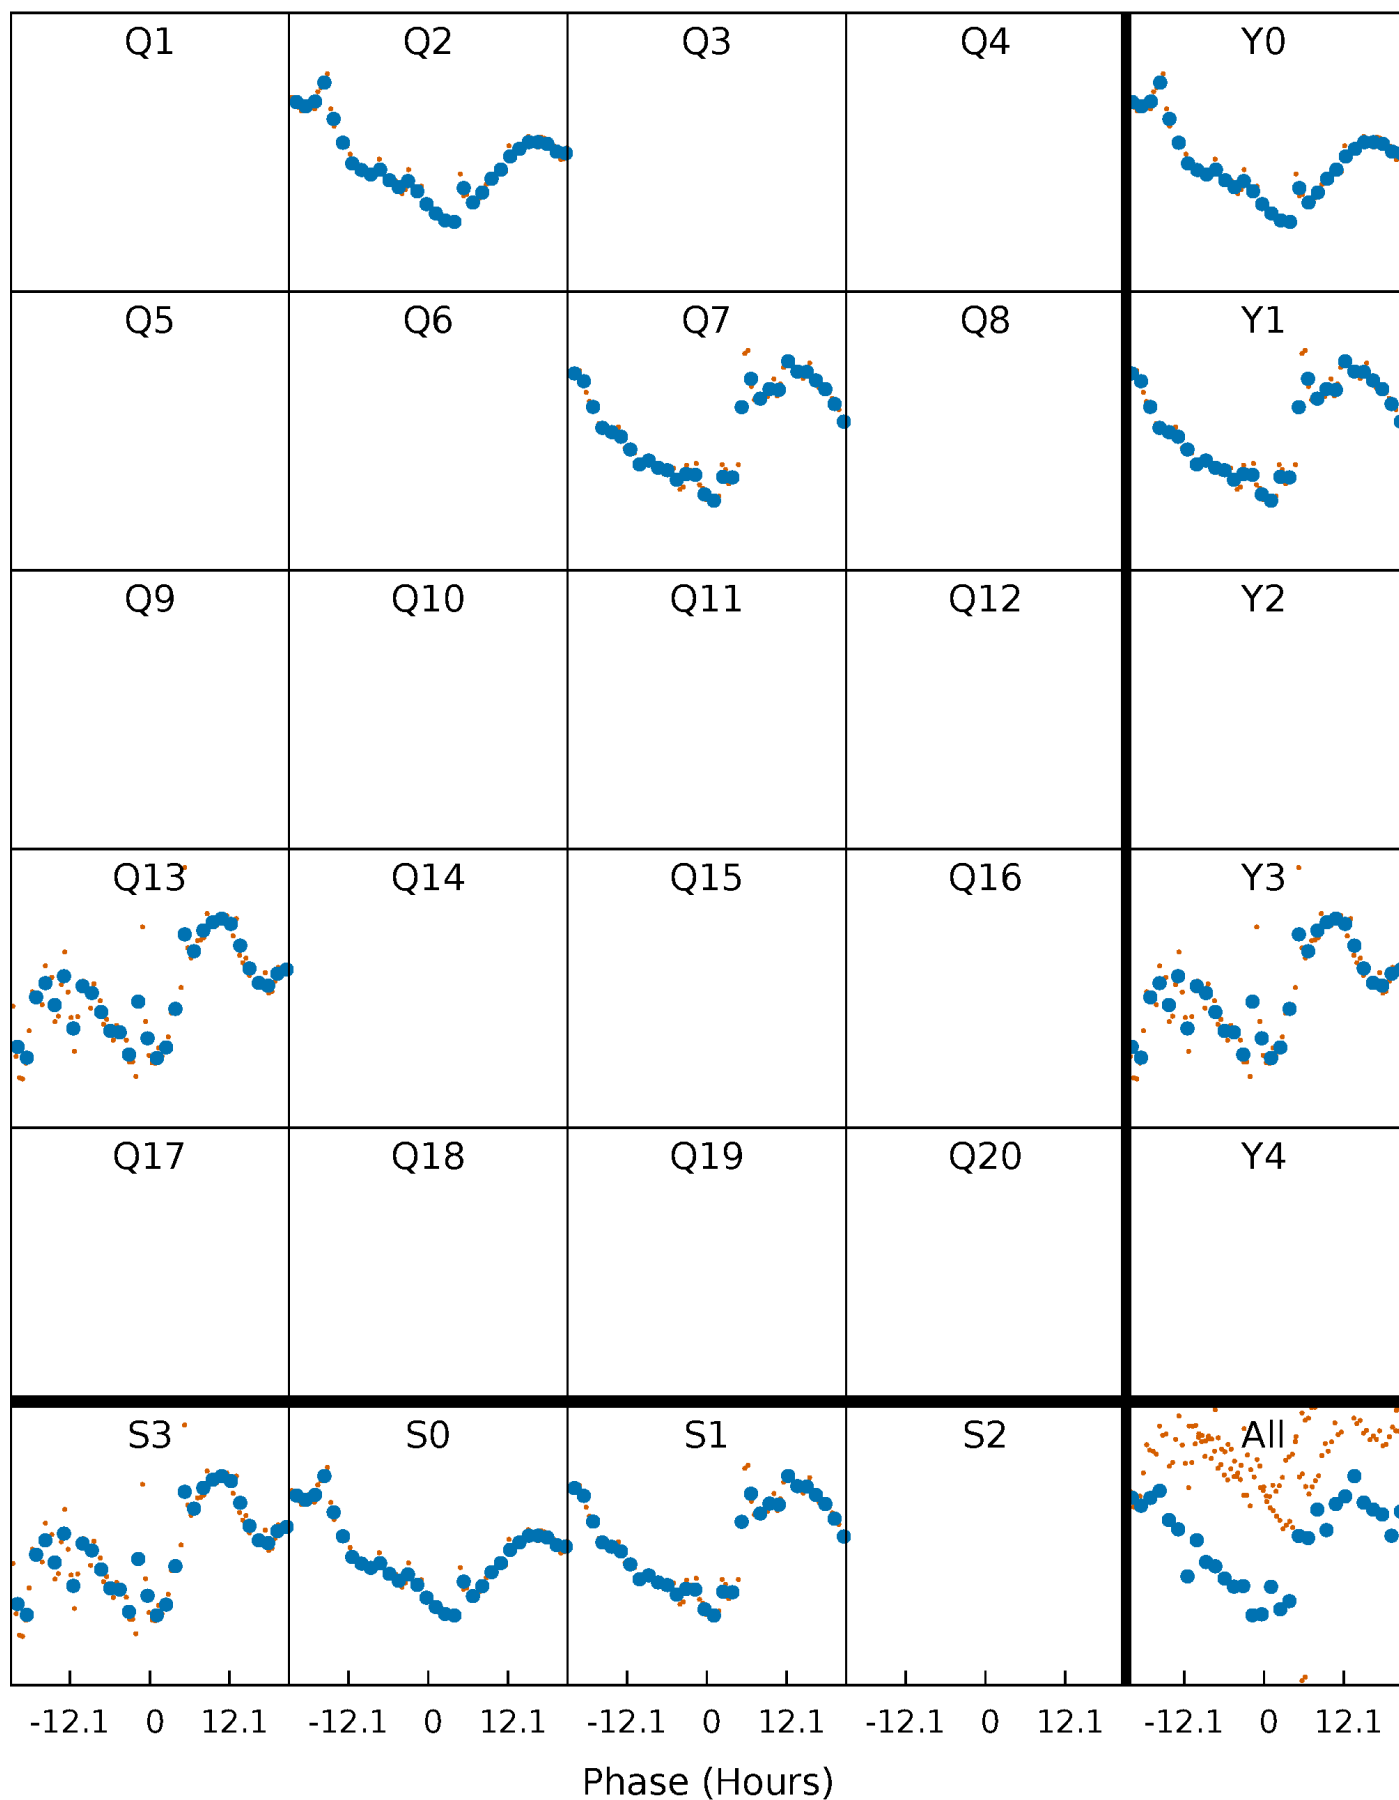 Q1 Q2 Q3 Q4 Y0
Q5 Q6 Q7 Q8 Y1
Q9 Q10 Q11 Q12 Y2
Q13 Q14 Q15 Q16 Y3
Q17 Q18 Q19 Q20 Y4
S3 S0 S1 S2 All
-12.1 0 12.1 -12.1 0 12.1 -12.1 0 12.1 -12.1 0 12.1 -12.1 0 12.1
Phase (Hours)